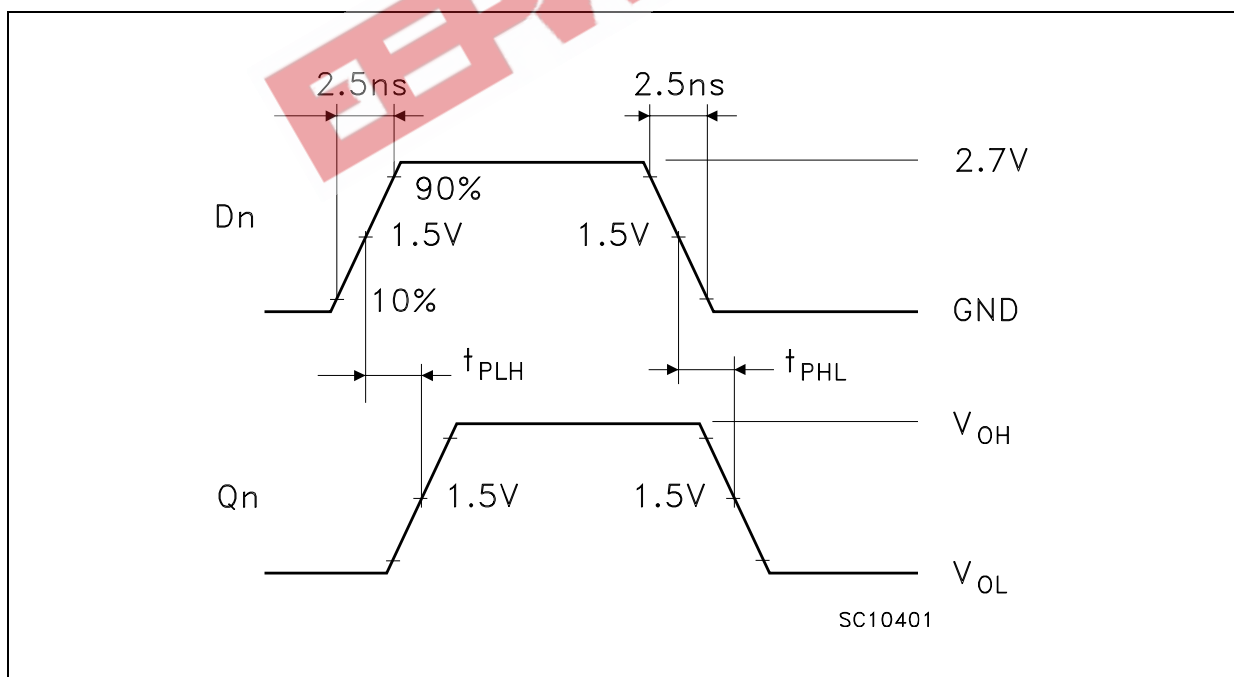 2.5ns 2.5ns
2.7V
90%
Dn 1.5V 1.5V
10% GND
tPLH tPHL
VOH
Qn 1.5V 1.5V
VOL
SC10401